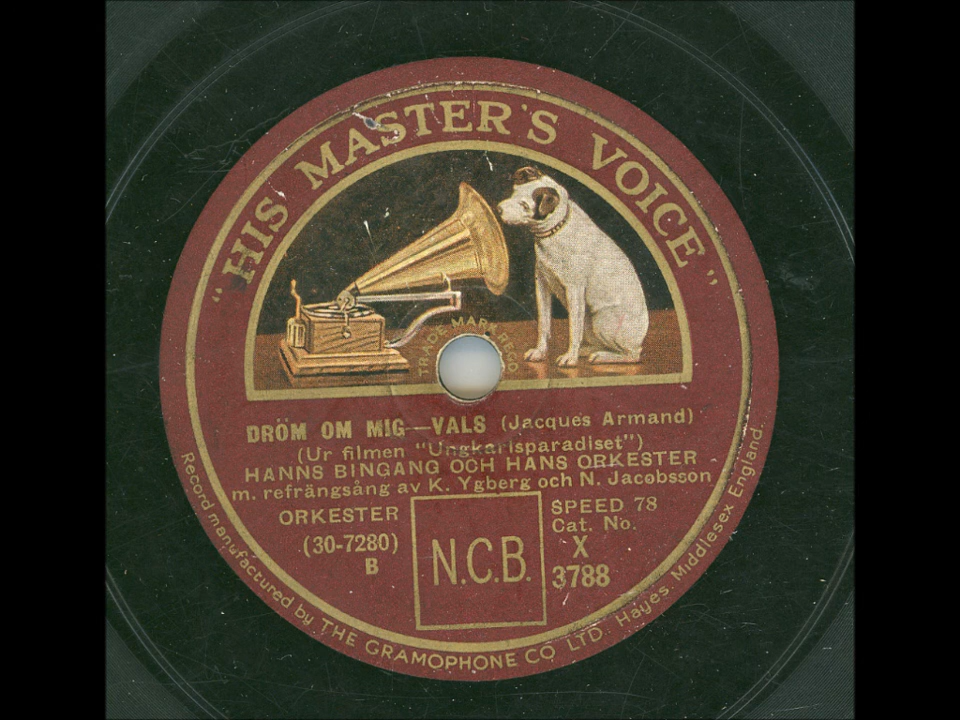 "HIS MASTER'S VOICE"
TRADE MARK REGD
DRÖM OM MIG—VALS (Jacques Armand)
(Ur filmen "Ungkarlsparadiset")
HANNS BINGANG OCH HANS ORKESTER
m. refrängsång av K. Ygberg och N. Jacobsson
ORKESTER
(30-7280)
B
N.C.B.
SPEED 78
Cat. No.
X
3788
Record manufactured by THE GRAMOPHONE CO LTD. Hayes. Middlesex England.